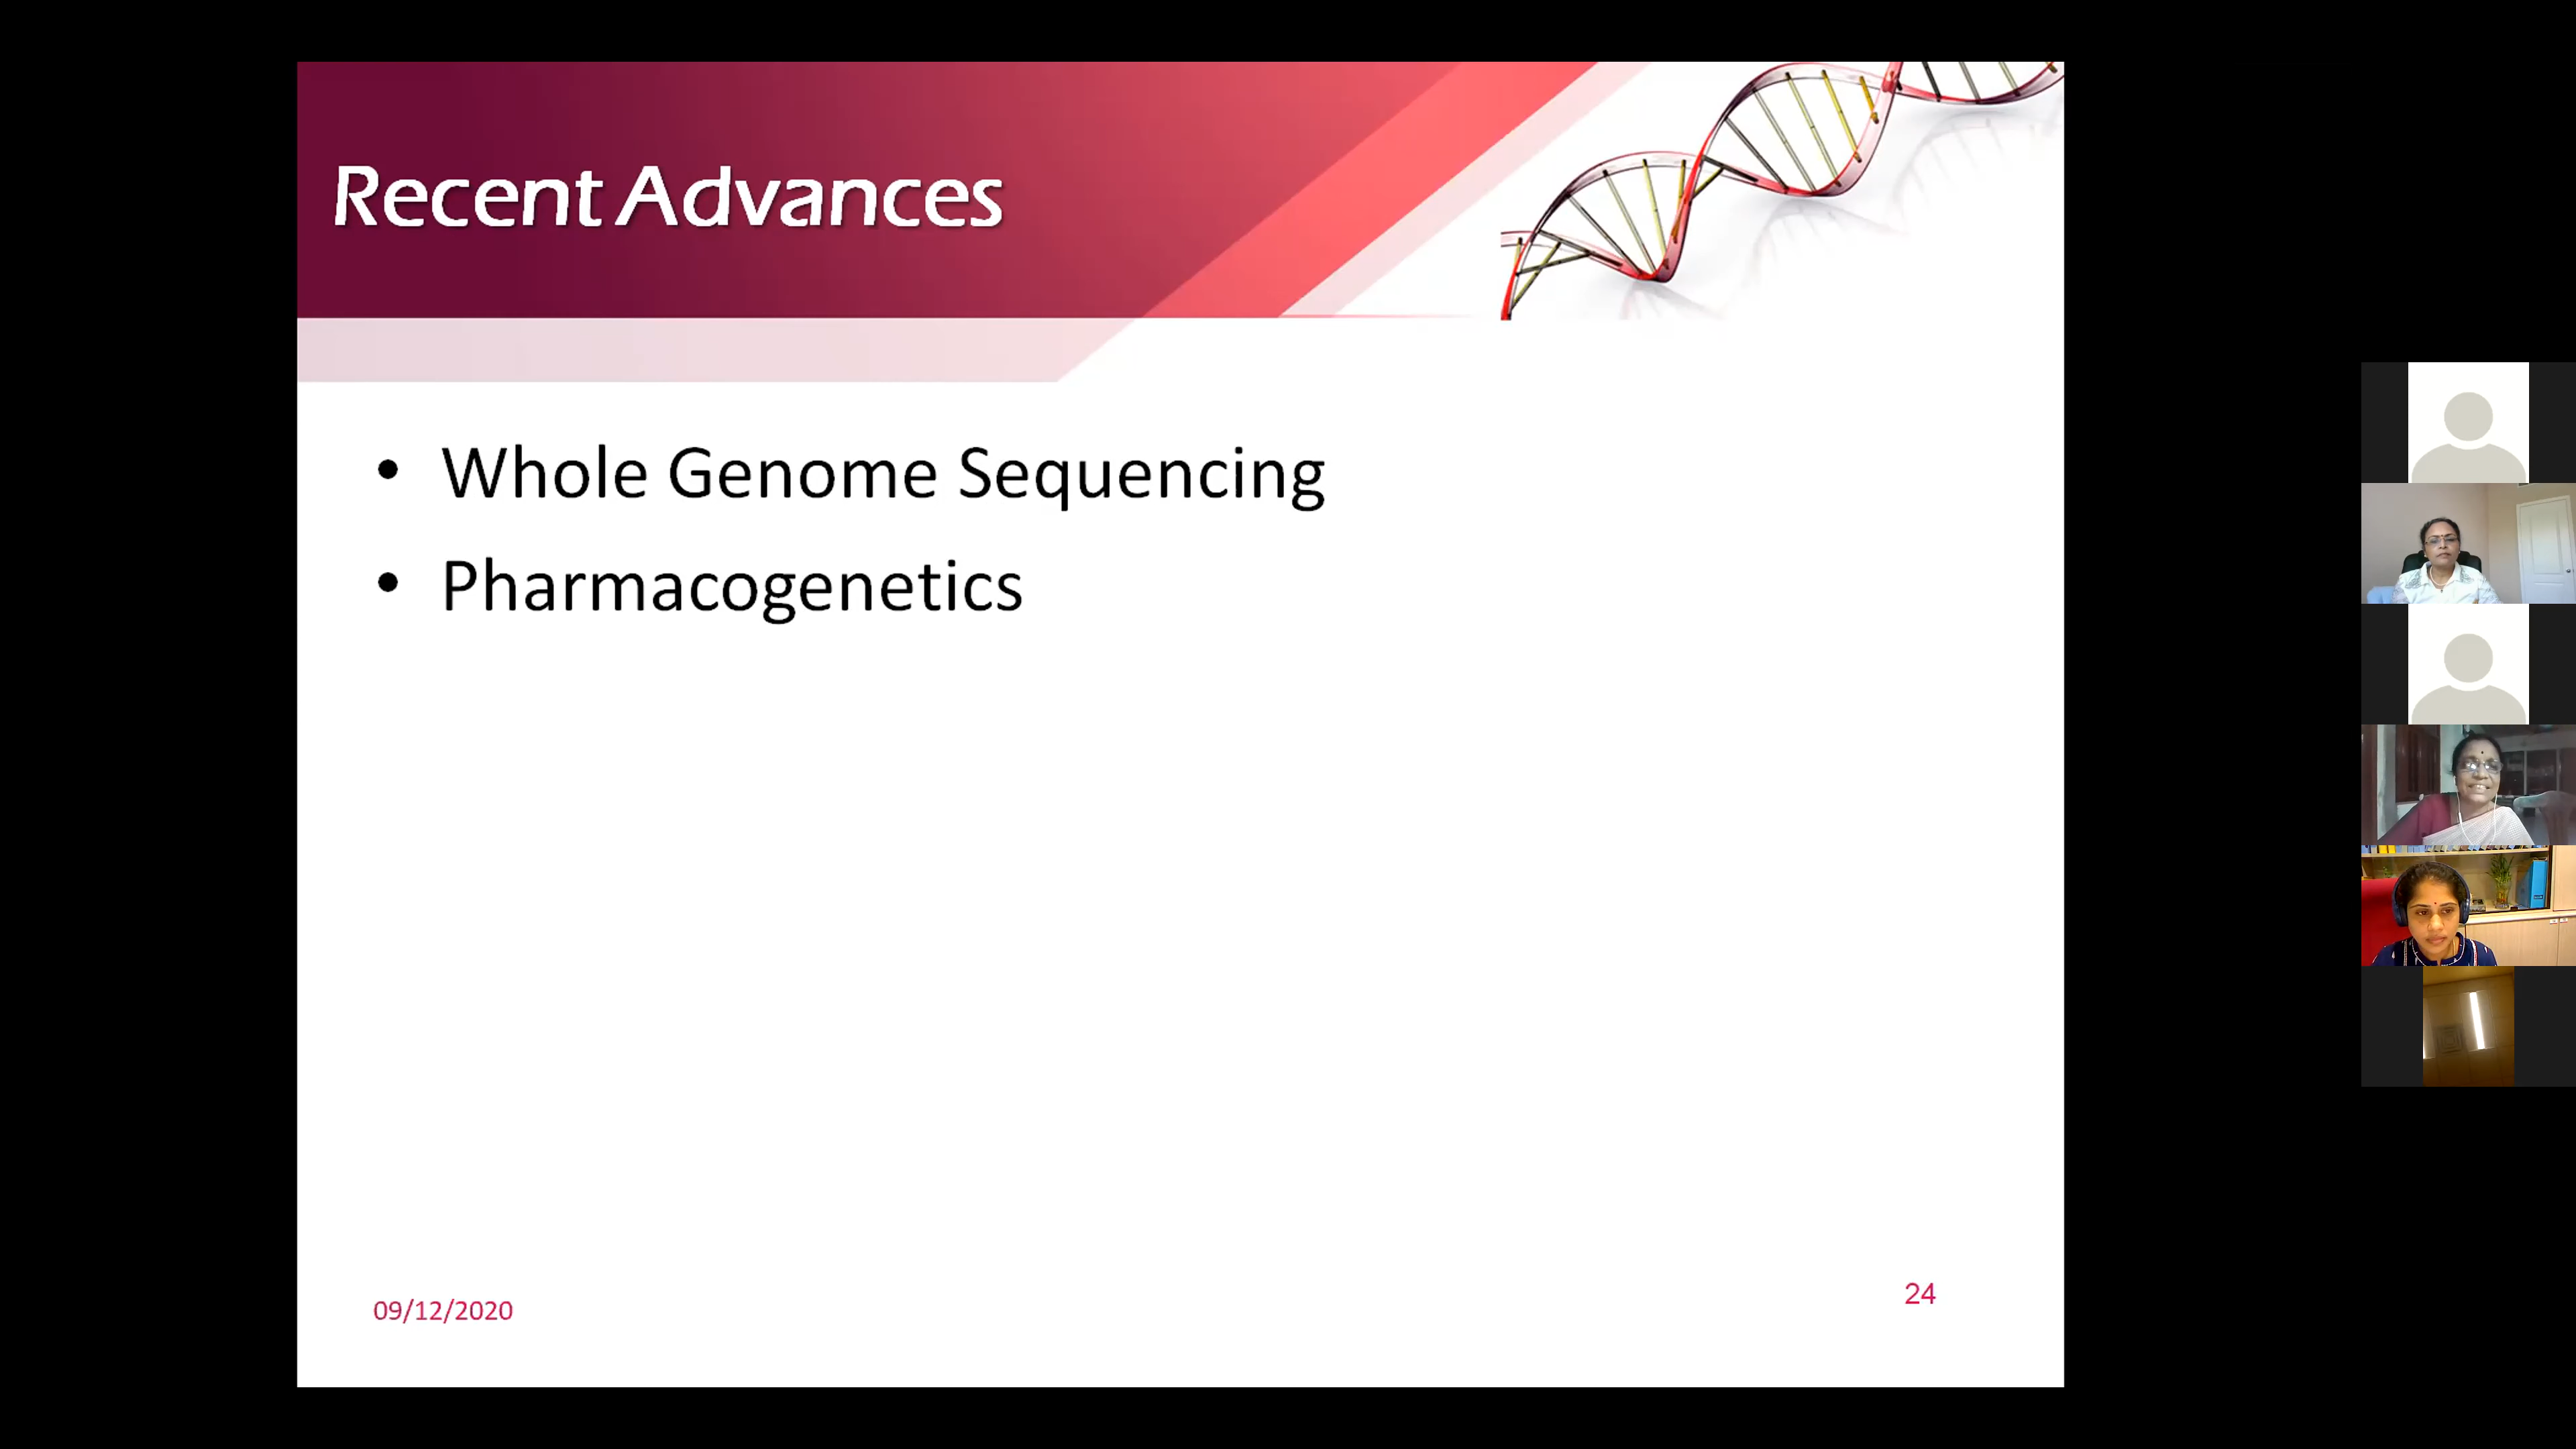 Recent Advances
• Whole Genome Sequencing
• Pharmacogenetics
09/12/2020
24